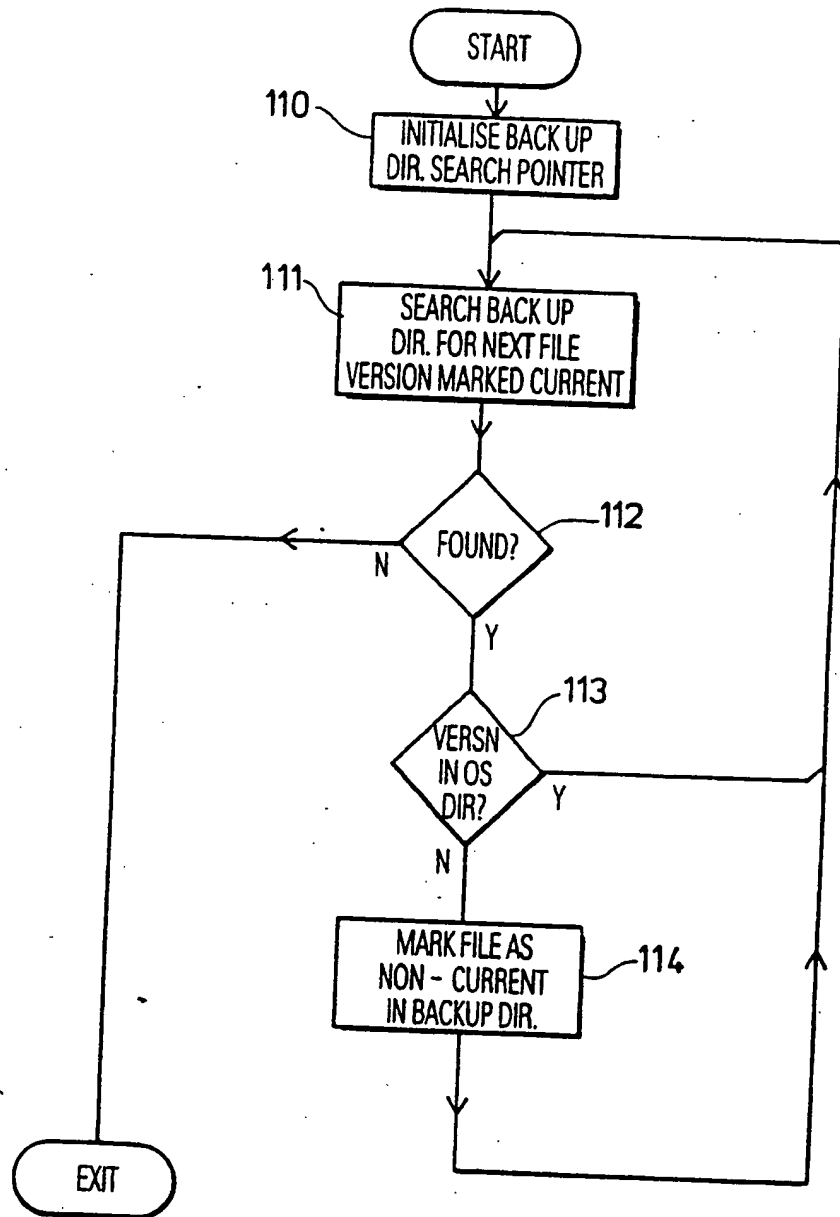 START
110
INITIALISE BACK UP
DIR. SEARCH POINTER
111
SEARCH BACK UP
DIR. FOR NEXT FILE
VERSION MARKED CURRENT
112
FOUND?
N
Y
113
VERSN
IN OS
DIR?
Y
N
MARK FILE AS
NON - CURRENT
IN BACKUP DIR.
114
EXIT